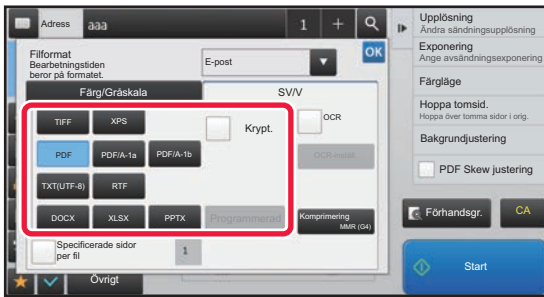 Adress
aaa
1
+
Filformat
Bearbetningstiden
beror på formatet.
E-post
OK
Färg/Gråskala
SV/V
TIFF
XPS
Krypt.
OCR
PDF
PDF/A-1a
PDF/A-1b
TXT(UTF-8)
RTF
DOCX
XLSX
PPTX
Programmerad
Komprimering
MMR (G4)
Specificerade sidor
per fil
1
Övrigt
Upplösning
Ändra sändningsupplösning
Exponering
Ange avsändningsexponering
Färgläge
Hoppa tomsid.
Hoppa över tomma sidor i orig.
Bakgrundjustering
PDF Skew justering
Förhandsgr.
CA
Start